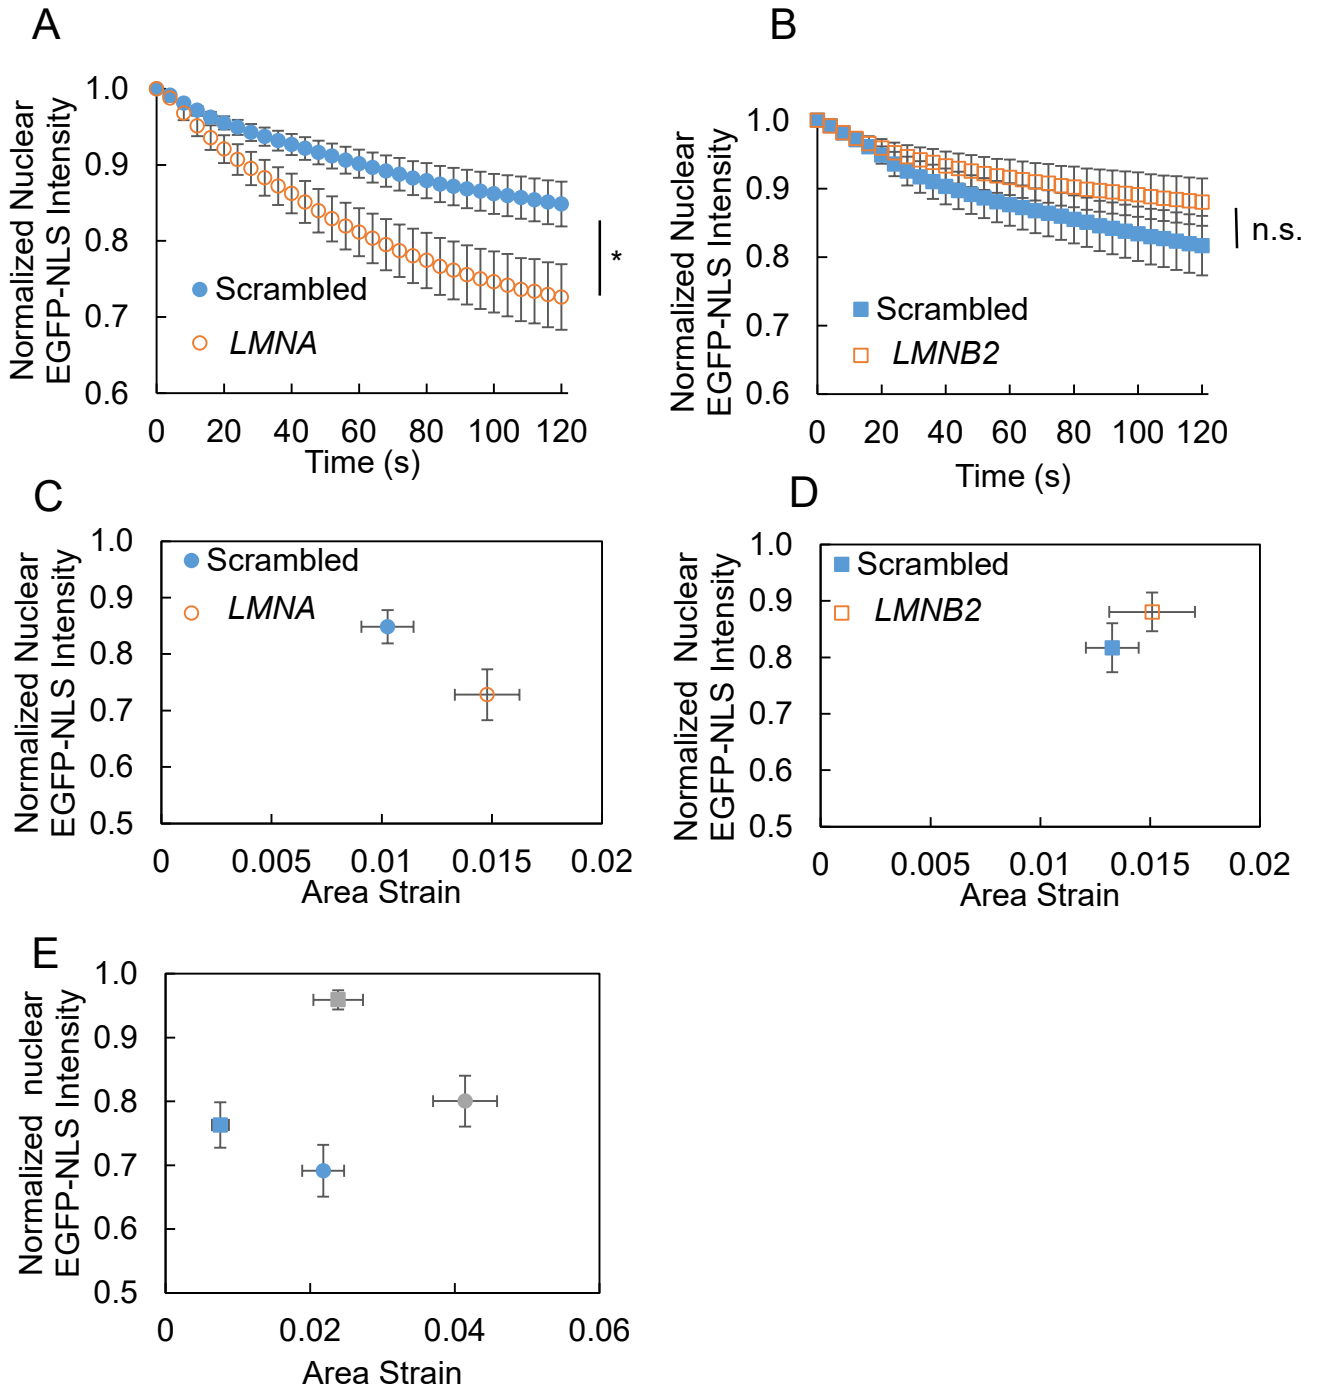 A
Normalized Nuclear
EGFP-NLS Intensity
1.0
0.9
0.8
0.7
0.6
Scrambled
LMNA
*
0 20 40 60 80 100 120
Time (s)
B
Normalized Nuclear
EGFP-NLS Intensity
1.0
0.9
0.8
0.7
0.6
Scrambled
LMNB2
n.s.
0 20 40 60 80 100 120
Time (s)
C
Normalized Nuclear
EGFP-NLS Intensity
1.0
0.9
0.8
0.7
0.6
0.5
Scrambled
LMNA
0 0.005 0.01 0.015 0.02
Area Strain
D
Normalized Nuclear
EGFP-NLS Intensity
1.0
0.9
0.8
0.7
0.6
0.5
Scrambled
LMNB2
0 0.005 0.01 0.015 0.02
Area Strain
E
Normalized nuclear
EGFP-NLS Intensity
1.0
0.9
0.8
0.7
0.6
0.5
0 0.02 0.04 0.06
Area Strain